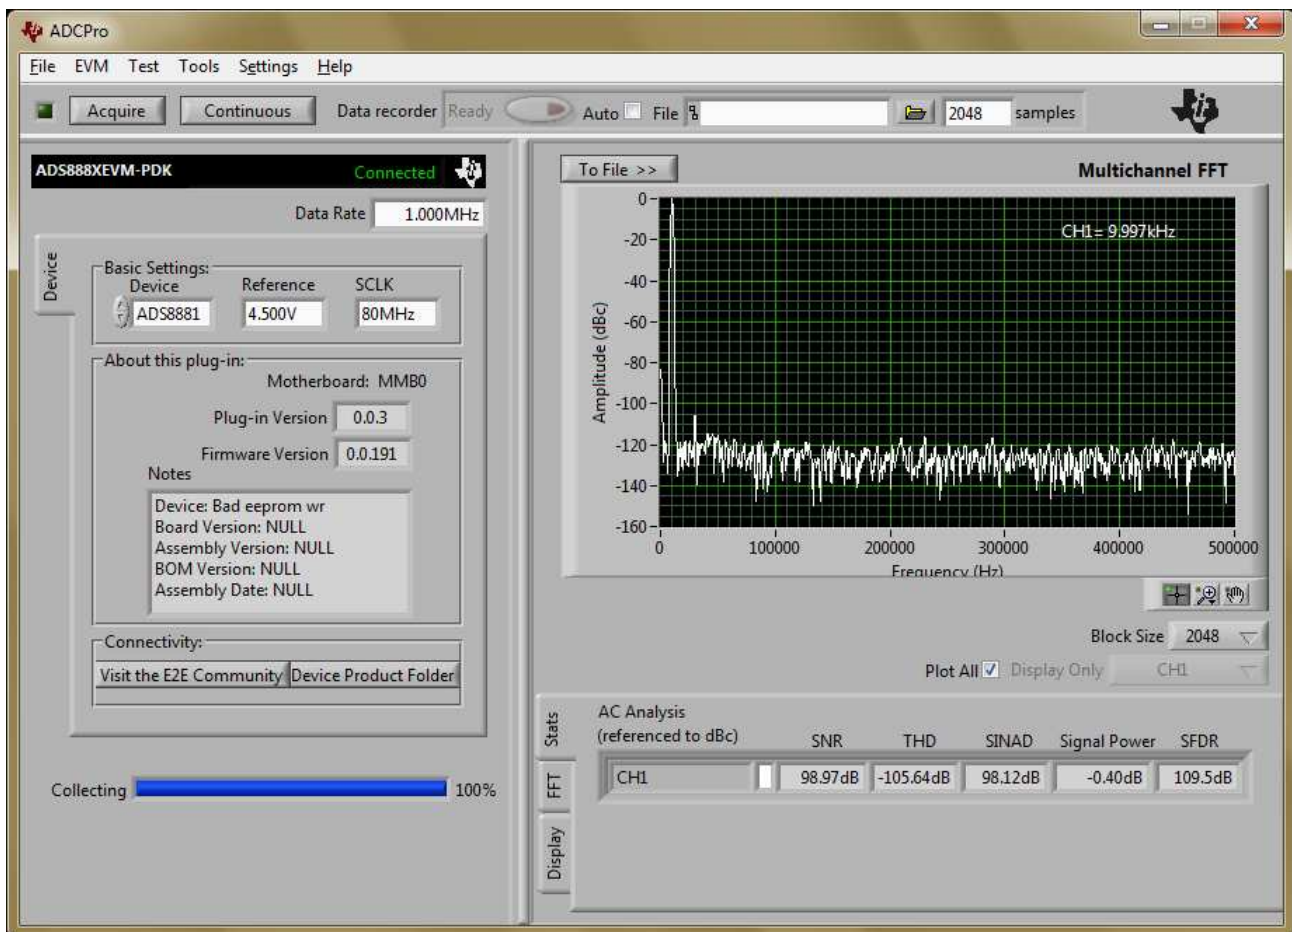 ADCPro
File EVM Test Tools Settings Help
Acquire Continuous Data recorder Ready Auto File 2048 samples
ADS888XEVM-PDK Connected
Data Rate 1.000MHz
Device
Basic Settings:
Device Reference SCLK
ADS8881 4.500V 80MHz
About this plug-in:
Motherboard: MMB0
Plug-in Version 0.0.3
Firmware Version 0.0.191
Notes
Device: Bad eeprom wr
Board Version: NULL
Assembly Version: NULL
BOM Version: NULL
Assembly Date: NULL
Connectivity:
Visit the E2E Community Device Product Folder
Collecting 100%
To File >> Multichannel FFT
CH1= 9.997kHz
Amplitude (dBc)
0
-20
-40
-60
-80
-100
-120
-140
-160
0 100000 200000 300000 400000 500000
Frequency (Hz)
Block Size 2048
Plot All Display Only CH1
Stats
FFT
Display
AC Analysis
(referenced to dBc) SNR THD SINAD Signal Power SFDR
CH1 98.97dB -105.64dB 98.12dB -0.40dB 109.5dB